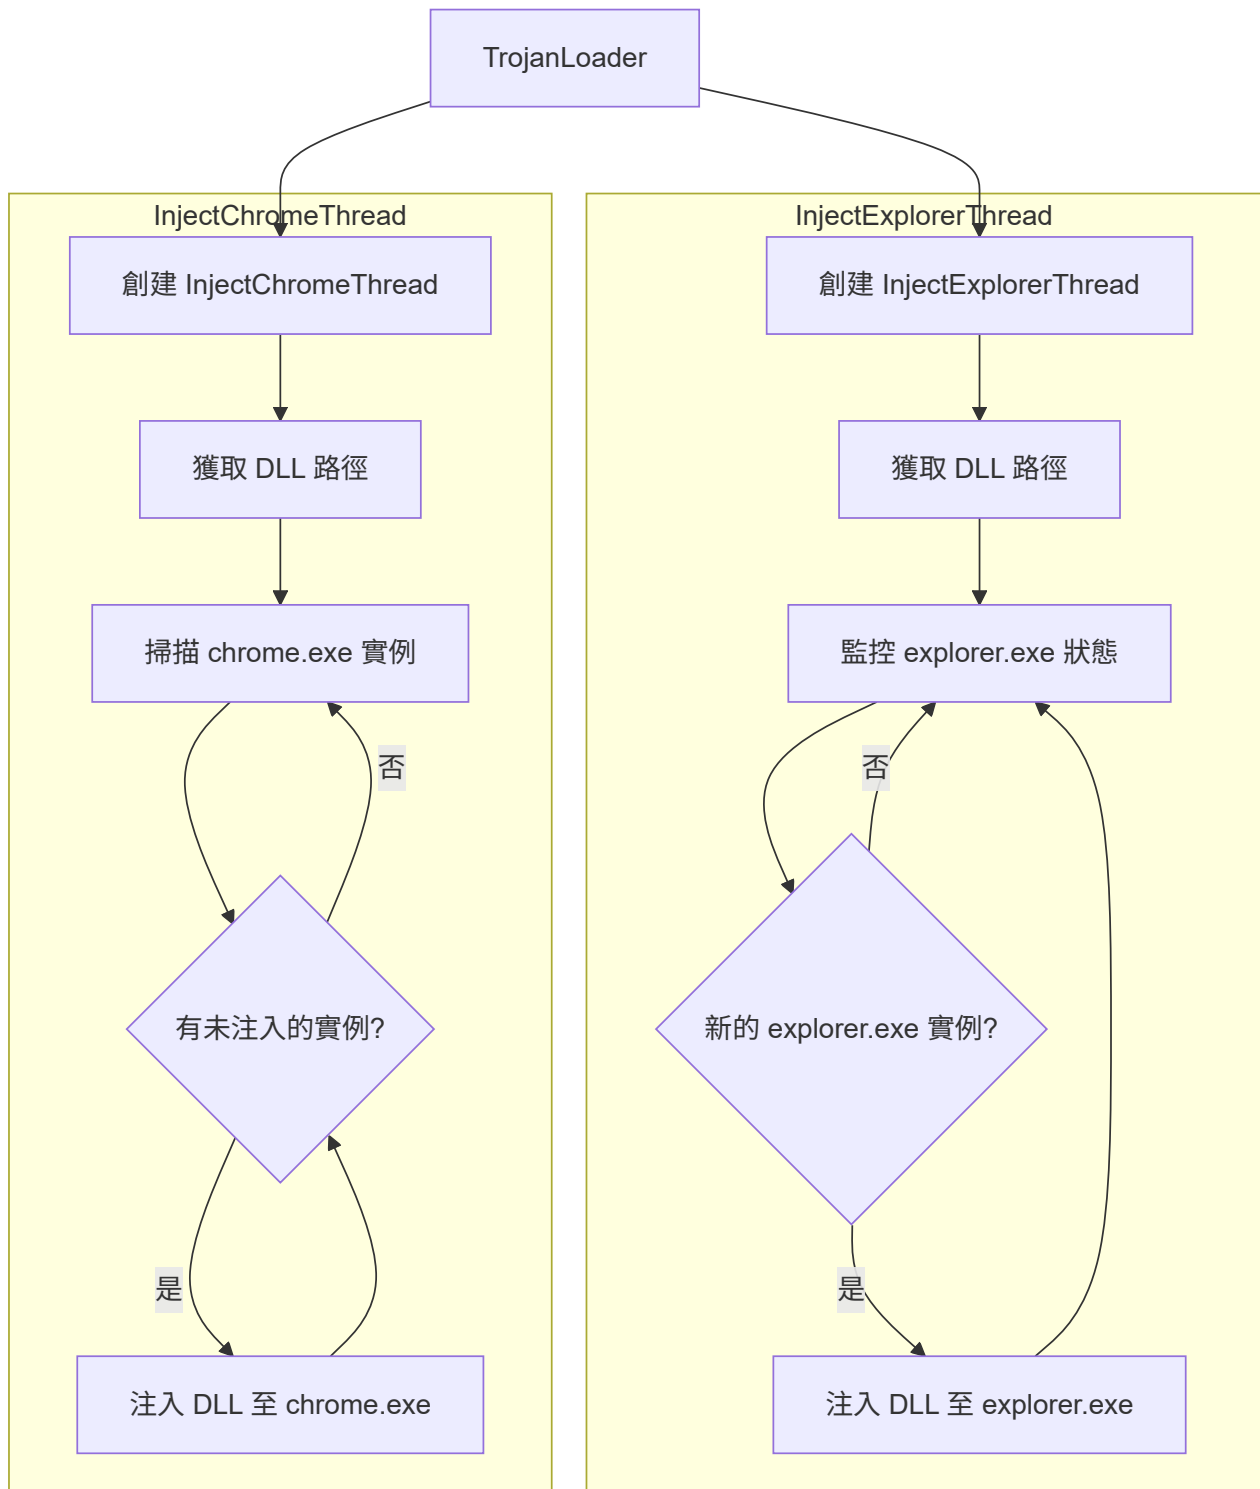 TrojanLoader
InjectChromeThread
創建 InjectChromeThread
獲取 DLL 路徑
掃描 chrome.exe 實例
否
有未注入的實例?
是
注入 DLL 至 chrome.exe
InjectExplorerThread
創建 InjectExplorerThread
獲取 DLL 路徑
監控 explorer.exe 狀態
否
新的 explorer.exe 實例?
是
注入 DLL 至 explorer.exe